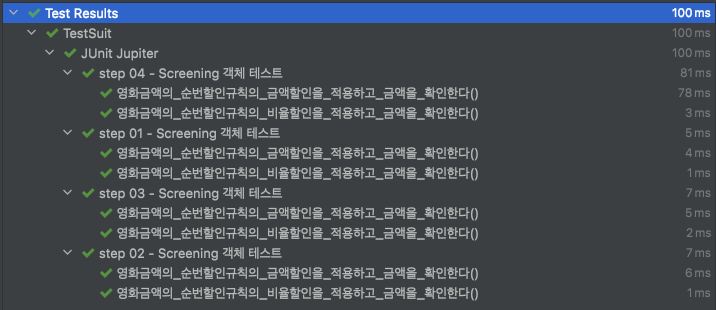 Test Results 100 ms
TestSuit 100 ms
JUnit Jupiter 100 ms
step 04 - Screening 객체 테스트 81 ms
영화금액의_순번할인규칙의_금액할인을_적용하고_금액을_확인한다() 78 ms
영화금액의_순번할인규칙의_비율할인을_적용하고_금액을_확인한다() 3 ms
step 01 - Screening 객체 테스트 5 ms
영화금액의_순번할인규칙의_금액할인을_적용하고_금액을_확인한다() 4 ms
영화금액의_순번할인규칙의_비율할인을_적용하고_금액을_확인한다() 1 ms
step 03 - Screening 객체 테스트 7 ms
영화금액의_순번할인규칙의_금액할인을_적용하고_금액을_확인한다() 5 ms
영화금액의_순번할인규칙의_비율할인을_적용하고_금액을_확인한다() 2 ms
step 02 - Screening 객체 테스트 7 ms
영화금액의_순번할인규칙의_금액할인을_적용하고_금액을_확인한다() 6 ms
영화금액의_순번할인규칙의_비율할인을_적용하고_금액을_확인한다() 1 ms